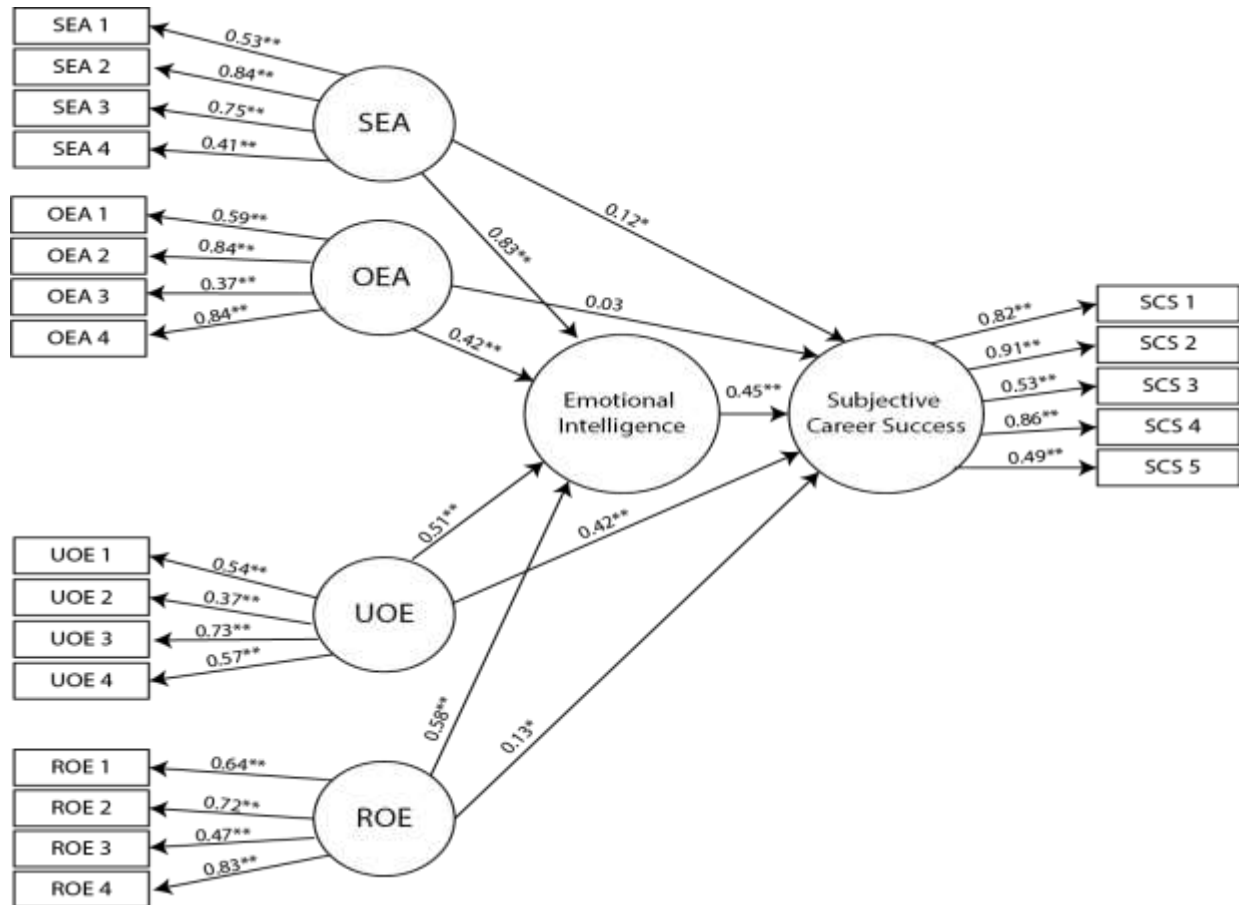 SEA 1
SEA 2
SEA 3
SEA 4
0.53**
0.84**
0.75**
0.41**
SEA
OEA 1
OEA 2
OEA 3
OEA 4
0.59**
0.84**
0.37**
0.84**
OEA
0.12*
0.83**
0.03
0.42**
Emotional
Intelligence
0.45**
Subjective
Career Success
0.82**
0.91**
0.53**
0.86**
0.49**
SCS 1
SCS 2
SCS 3
SCS 4
SCS 5
0.51**
0.42**
UOE 1
UOE 2
UOE 3
UOE 4
0.54**
0.37**
0.73**
0.57**
UOE
0.58**
0.13*
ROE 1
ROE 2
ROE 3
ROE 4
0.64**
0.72**
0.47**
0.83**
ROE